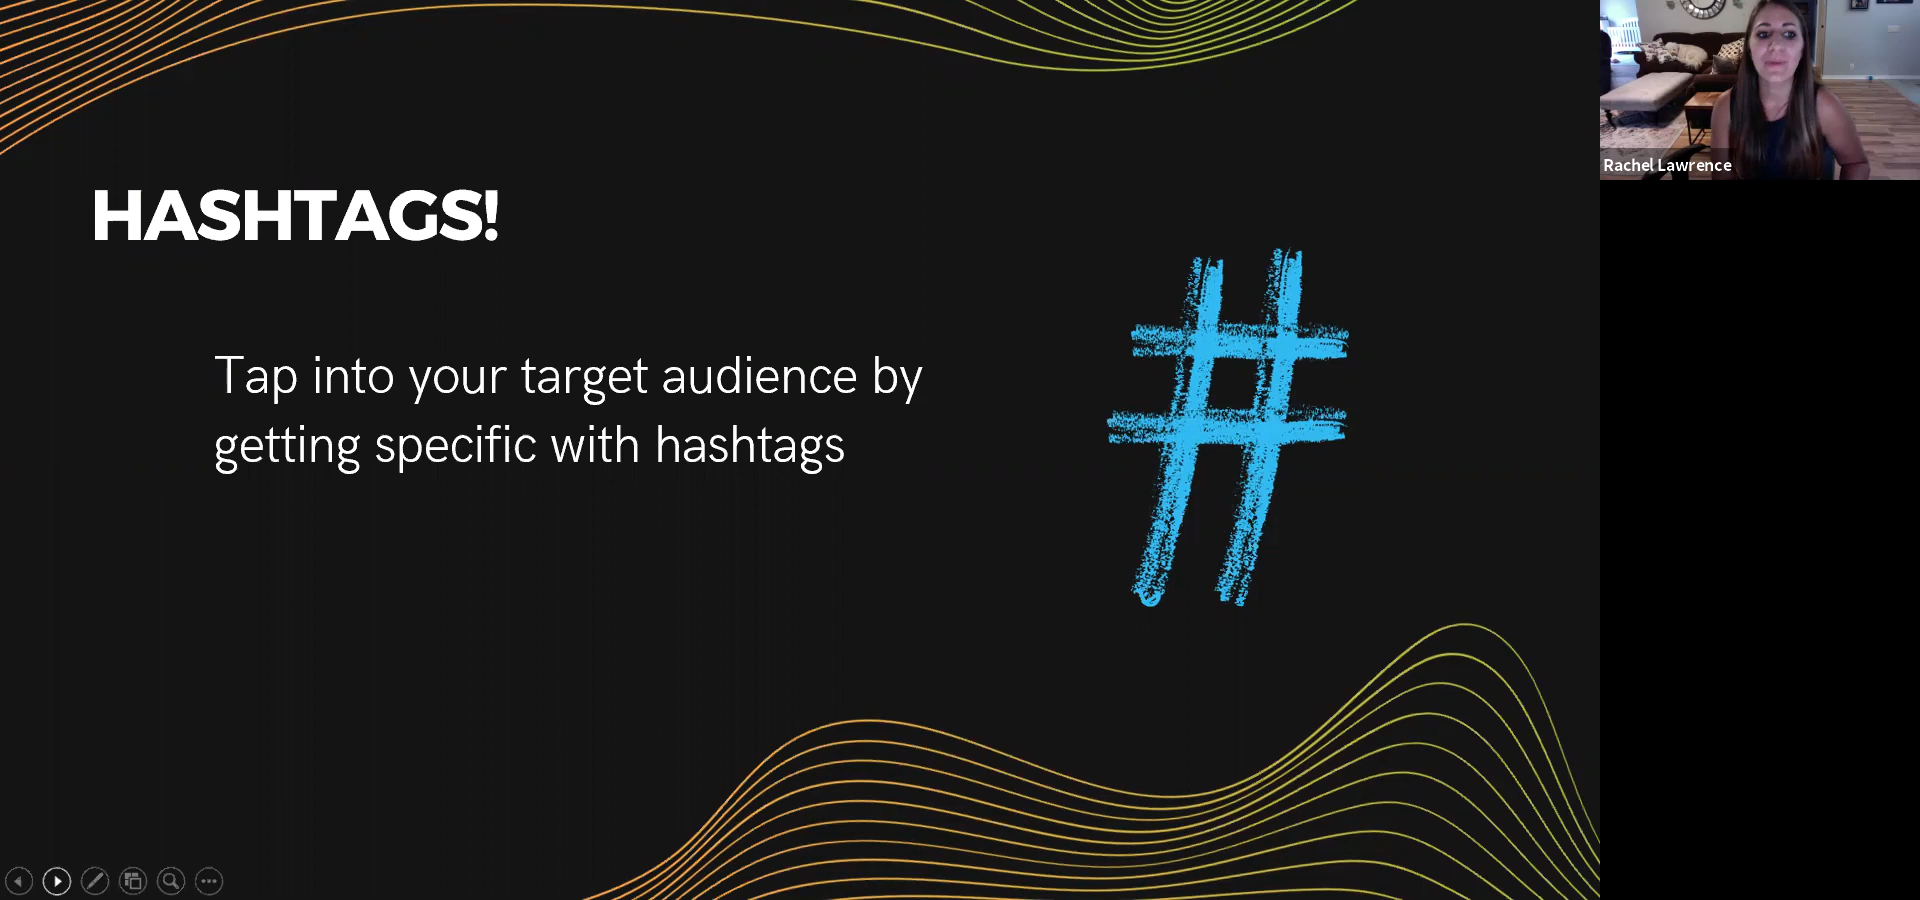 HASHTAGS!
Tap into your target audience by
getting specific with hashtags
#
Rachel Lawrence